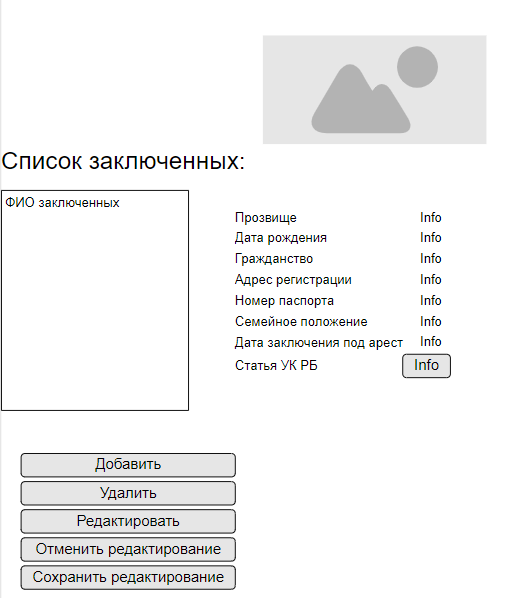 Список заключенных:
ФИО заключенных
Прозвище Info
Дата рождения Info
Гражданство Info
Адрес регистрации Info
Номер паспорта Info
Семейное положение Info
Дата заключения под арест Info
Статья УК РБ Info
Добавить
Удалить
Редактировать
Отменить редактирование
Сохранить редактирование